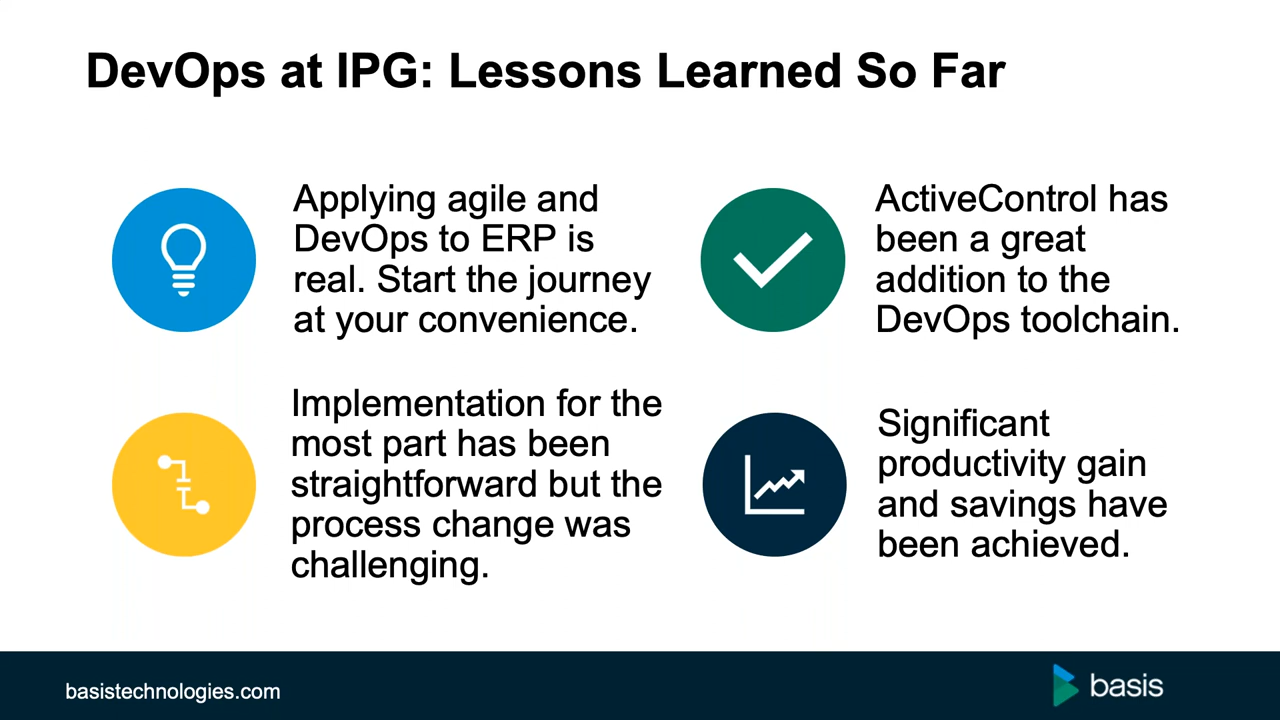 DevOps at IPG: Lessons Learned So Far
Applying agile and
DevOps to ERP is
real. Start the journey
at your convenience.
ActiveControl has
been a great
addition to the
DevOps toolchain.
Implementation for the
most part has been
straightforward but the
process change was
challenging.
Significant
productivity gain
and savings have
been achieved.
basistechnologies.com
basis